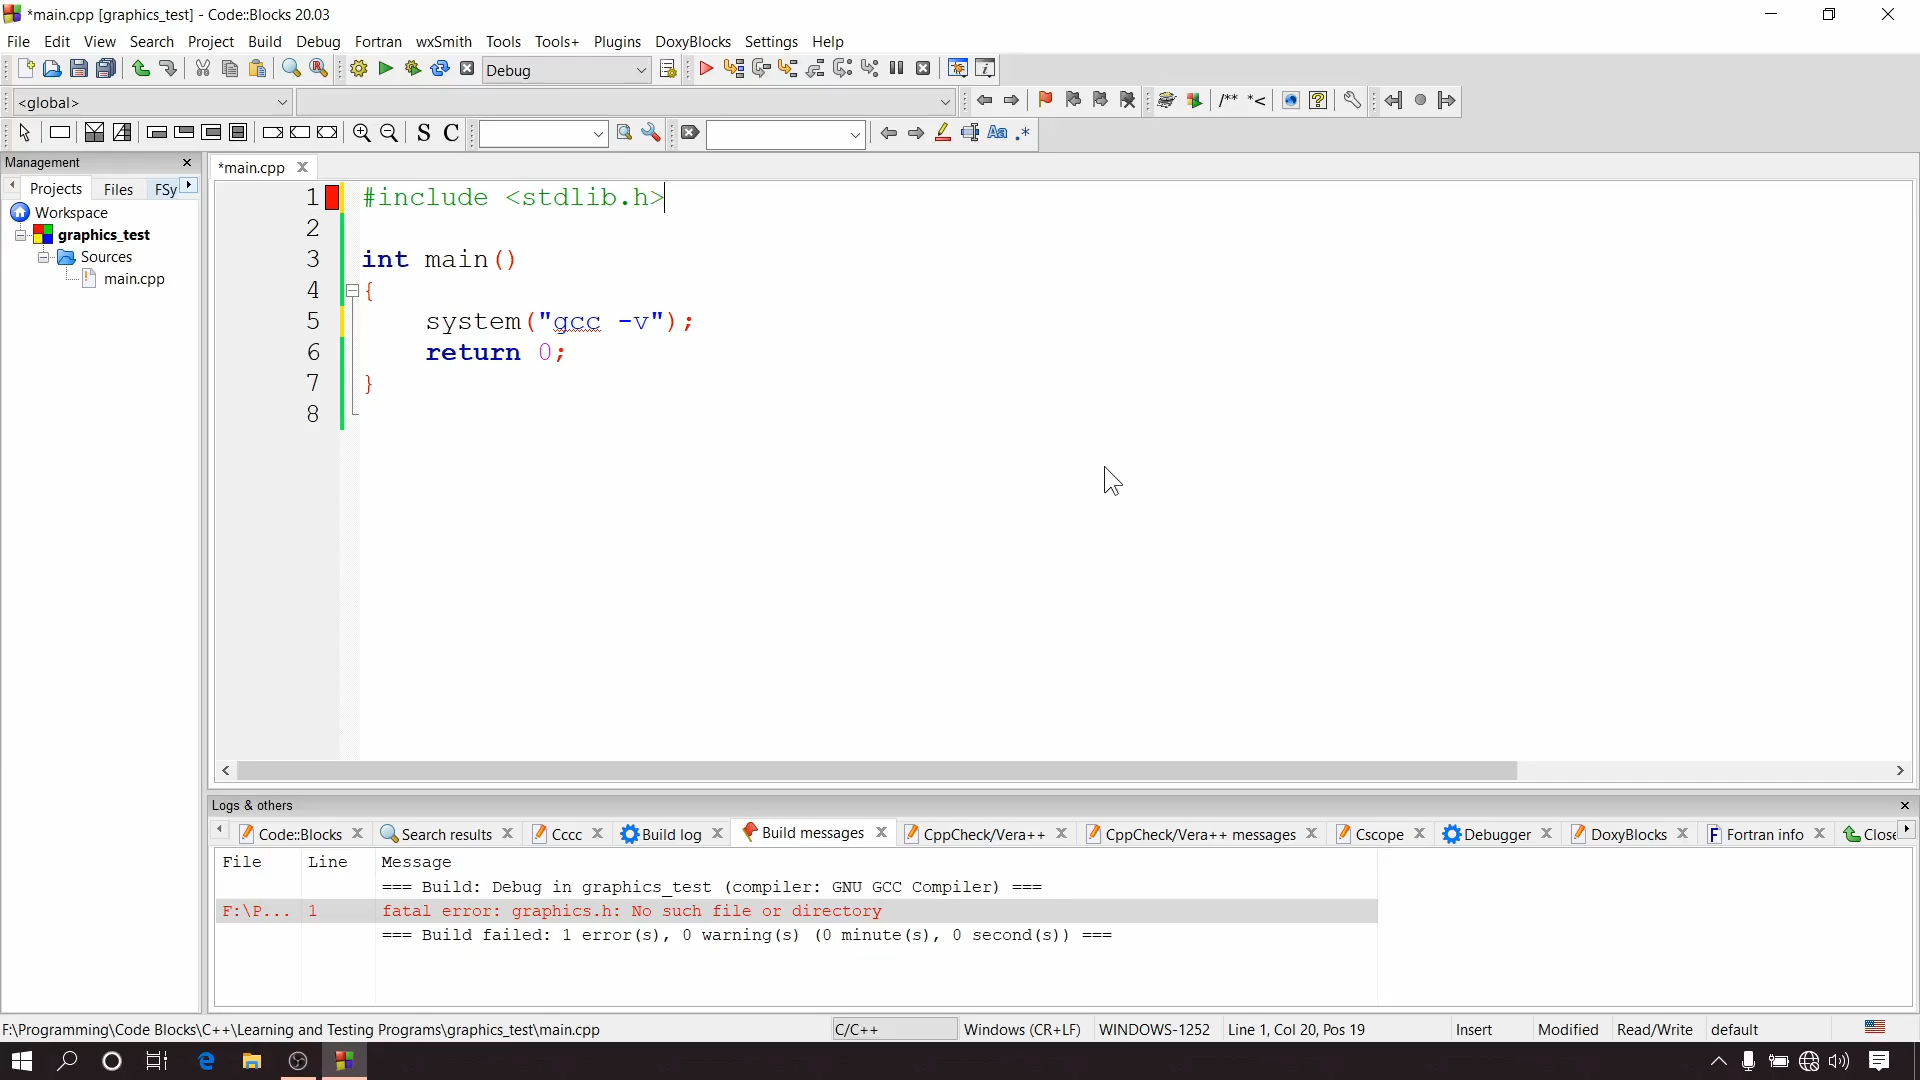 *main.cpp [graphics_test] - Code::Blocks 20.03
File Edit View Search Project Build Debug Fortran wxSmith Tools Tools+ Plugins DoxyBlocks Settings Help
Debug
<global>
/** *<
S C
Aa .*
Management
*main.cpp
Projects Files FSy
Workspace
graphics_test
Sources
main.cpp
1 #include <stdlib.h>
2
3 int main()
4 {
5 system("gcc -v");
6 return 0;
7 }
8
Logs & others
Code::Blocks Search results Cccc Build log Build messages CppCheck/Vera++ CppCheck/Vera++ messages Cscope Debugger DoxyBlocks Fortran info Close
File Line Message
=== Build: Debug in graphics_test (compiler: GNU GCC Compiler) ===
F:\P... 1 fatal error: graphics.h: No such file or directory
=== Build failed: 1 error(s), 0 warning(s) (0 minute(s), 0 second(s)) ===
F:\Programming\Code Blocks\C++\Learning and Testing Programs\graphics_test\main.cpp C/C++ Windows (CR+LF) WINDOWS-1252 Line 1, Col 20, Pos 19 Insert Modified Read/Write default